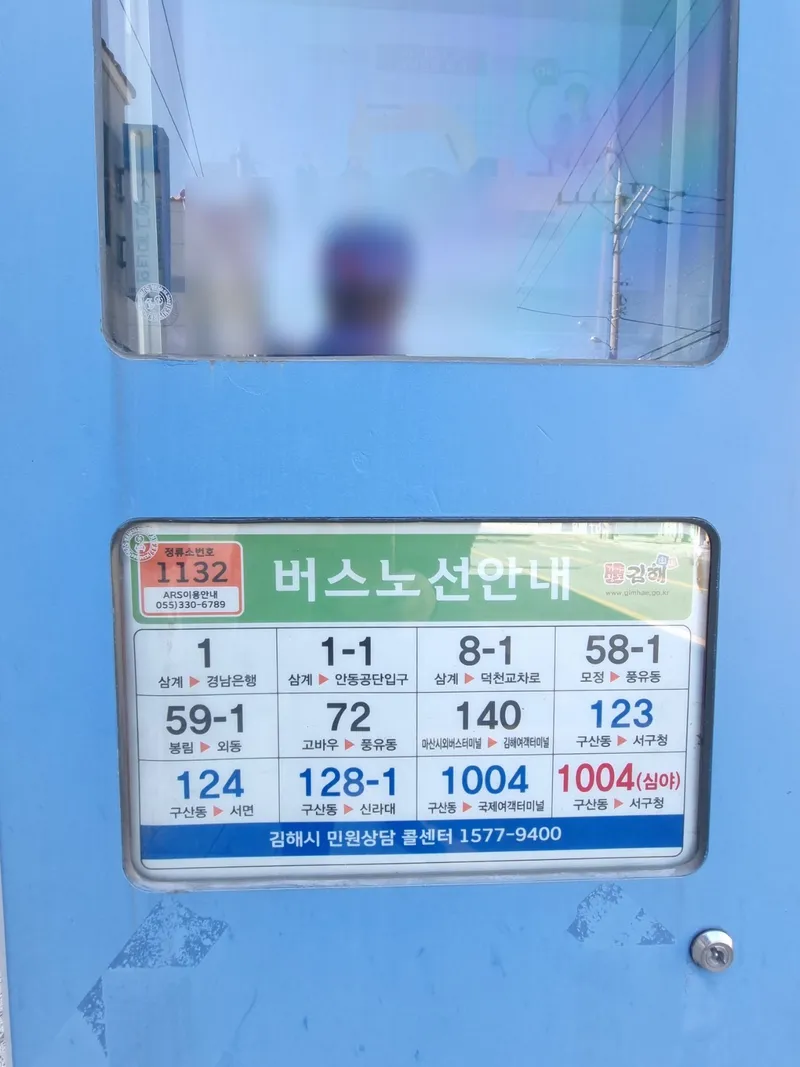 정류소번호
1132
ARS이용안내
055)330-6789
버스노선안내
김해
www.gimhae.go.kr
1 1-1 8-1 58-1
삼계 ▶ 경남은행 삼계 ▶ 안동공단입구 삼계 ▶ 덕천교차로 모정 ▶ 풍유동
59-1 72 140 123
봉림 ▶ 외동 고바우 ▶ 풍유동 마산시외버스터미널 ▶ 김해여객터미널 구산동 ▶ 서구청
124 128-1 1004 1004(심야)
구산동 ▶ 서면 구산동 ▶ 신라대 구산동 ▶ 국제여객터미널 구산동 ▶ 서구청
김해시 민원상담 콜센터 1577-9400